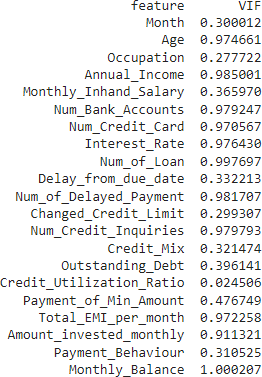 feature VIF
Month 0.300012
Age 0.974661
Occupation 0.277722
Annual_Income 0.985001
Monthly_Inhand_Salary 0.365970
Num_Bank_Accounts 0.979247
Num_Credit_Card 0.970567
Interest_Rate 0.976430
Num_of_Loan 0.997697
Delay_from_due_date 0.332213
Num_of_Delayed_Payment 0.981707
Changed_Credit_Limit 0.299307
Num_Credit_Inquiries 0.979793
Credit_Mix 0.321474
Outstanding_Debt 0.396141
Credit_Utilization_Ratio 0.024506
Payment_of_Min_Amount 0.476749
Total_EMI_per_month 0.972258
Amount_invested_monthly 0.911321
Payment_Behaviour 0.310525
Monthly_Balance 1.000207